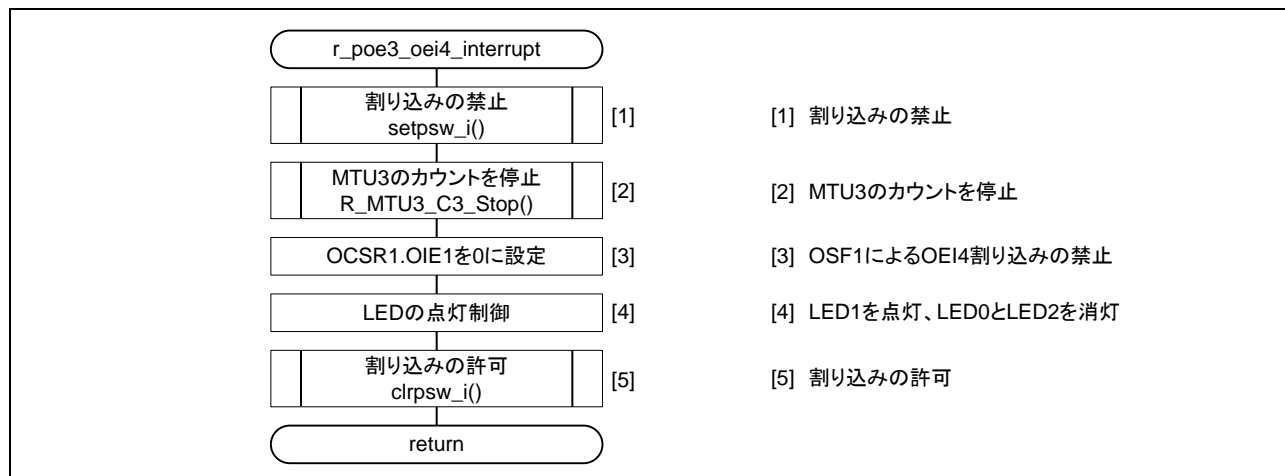 r_poe3_oei4_interrupt
割り込みの禁止
setpsw_i()
[1]
[1] 割り込みの禁止
MTU3のカウントを停止
R_MTU3_C3_Stop()
[2]
[2] MTU3のカウントを停止
OCSR1.OIE1を0に設定
[3]
[3] OSF1によるOEI4割り込みの禁止
LEDの点灯制御
[4]
[4] LED1を点灯、LED0とLED2を消灯
割り込みの許可
clrpsw_i()
[5]
[5] 割り込みの許可
return